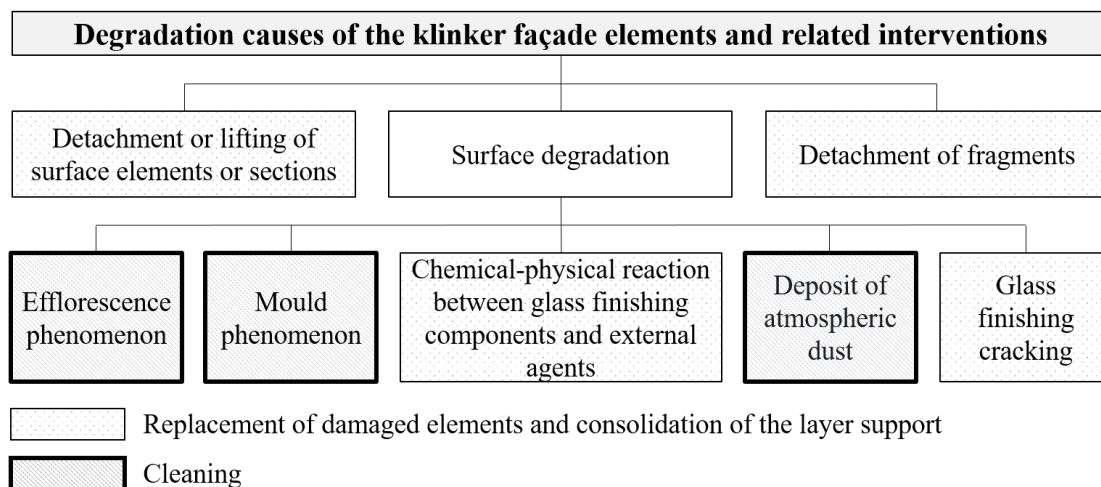 Degradation causes of the klinker façade elements and related interventions
Detachment or lifting of
surface elements or sections
Surface degradation
Detachment of fragments
Efflorescence
phenomenon
Mould
phenomenon
Chemical-physical reaction
between glass finishing
components and external
agents
Deposit of
atmospheric
dust
Glass
finishing
cracking
Replacement of damaged elements and consolidation of the layer support
Cleaning